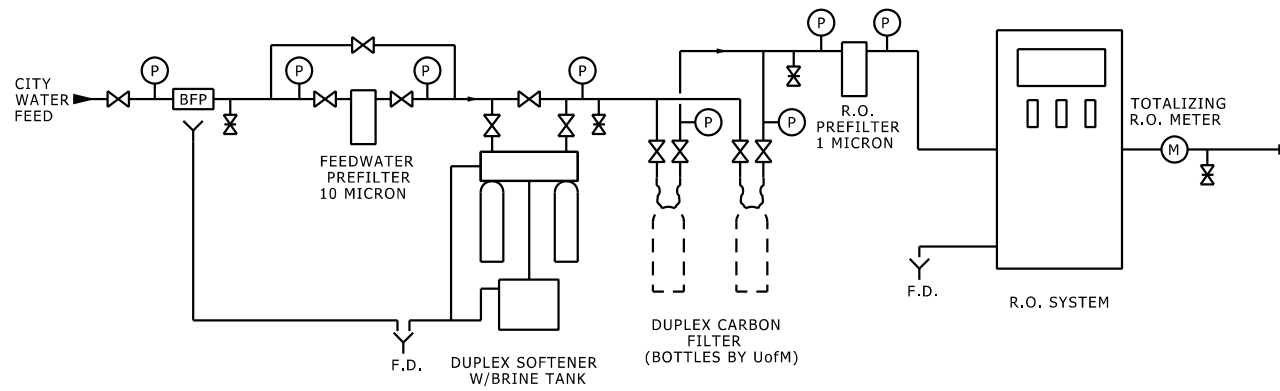 CITY
WATER
FEED
P
BFP
P
P
P
P
P
P
P
FEEDWATER
PREFILTER
10 MICRON
R.O.
PREFILTER
1 MICRON
TOTALIZING
R.O. METER
M
F.D.
F.D.
DUPLEX SOFTENER
W/BRINE TANK
DUPLEX CARBON
FILTER
(BOTTLES BY UofM)
R.O. SYSTEM